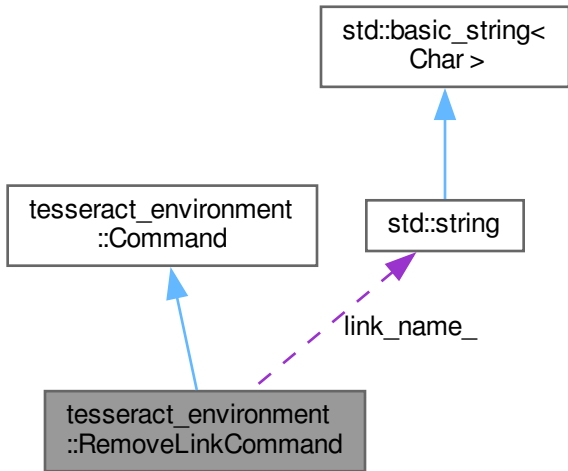 std::basic_string<
Char >
tesseract_environment
::Command
std::string
link_name_
tesseract_environment
::RemoveLinkCommand